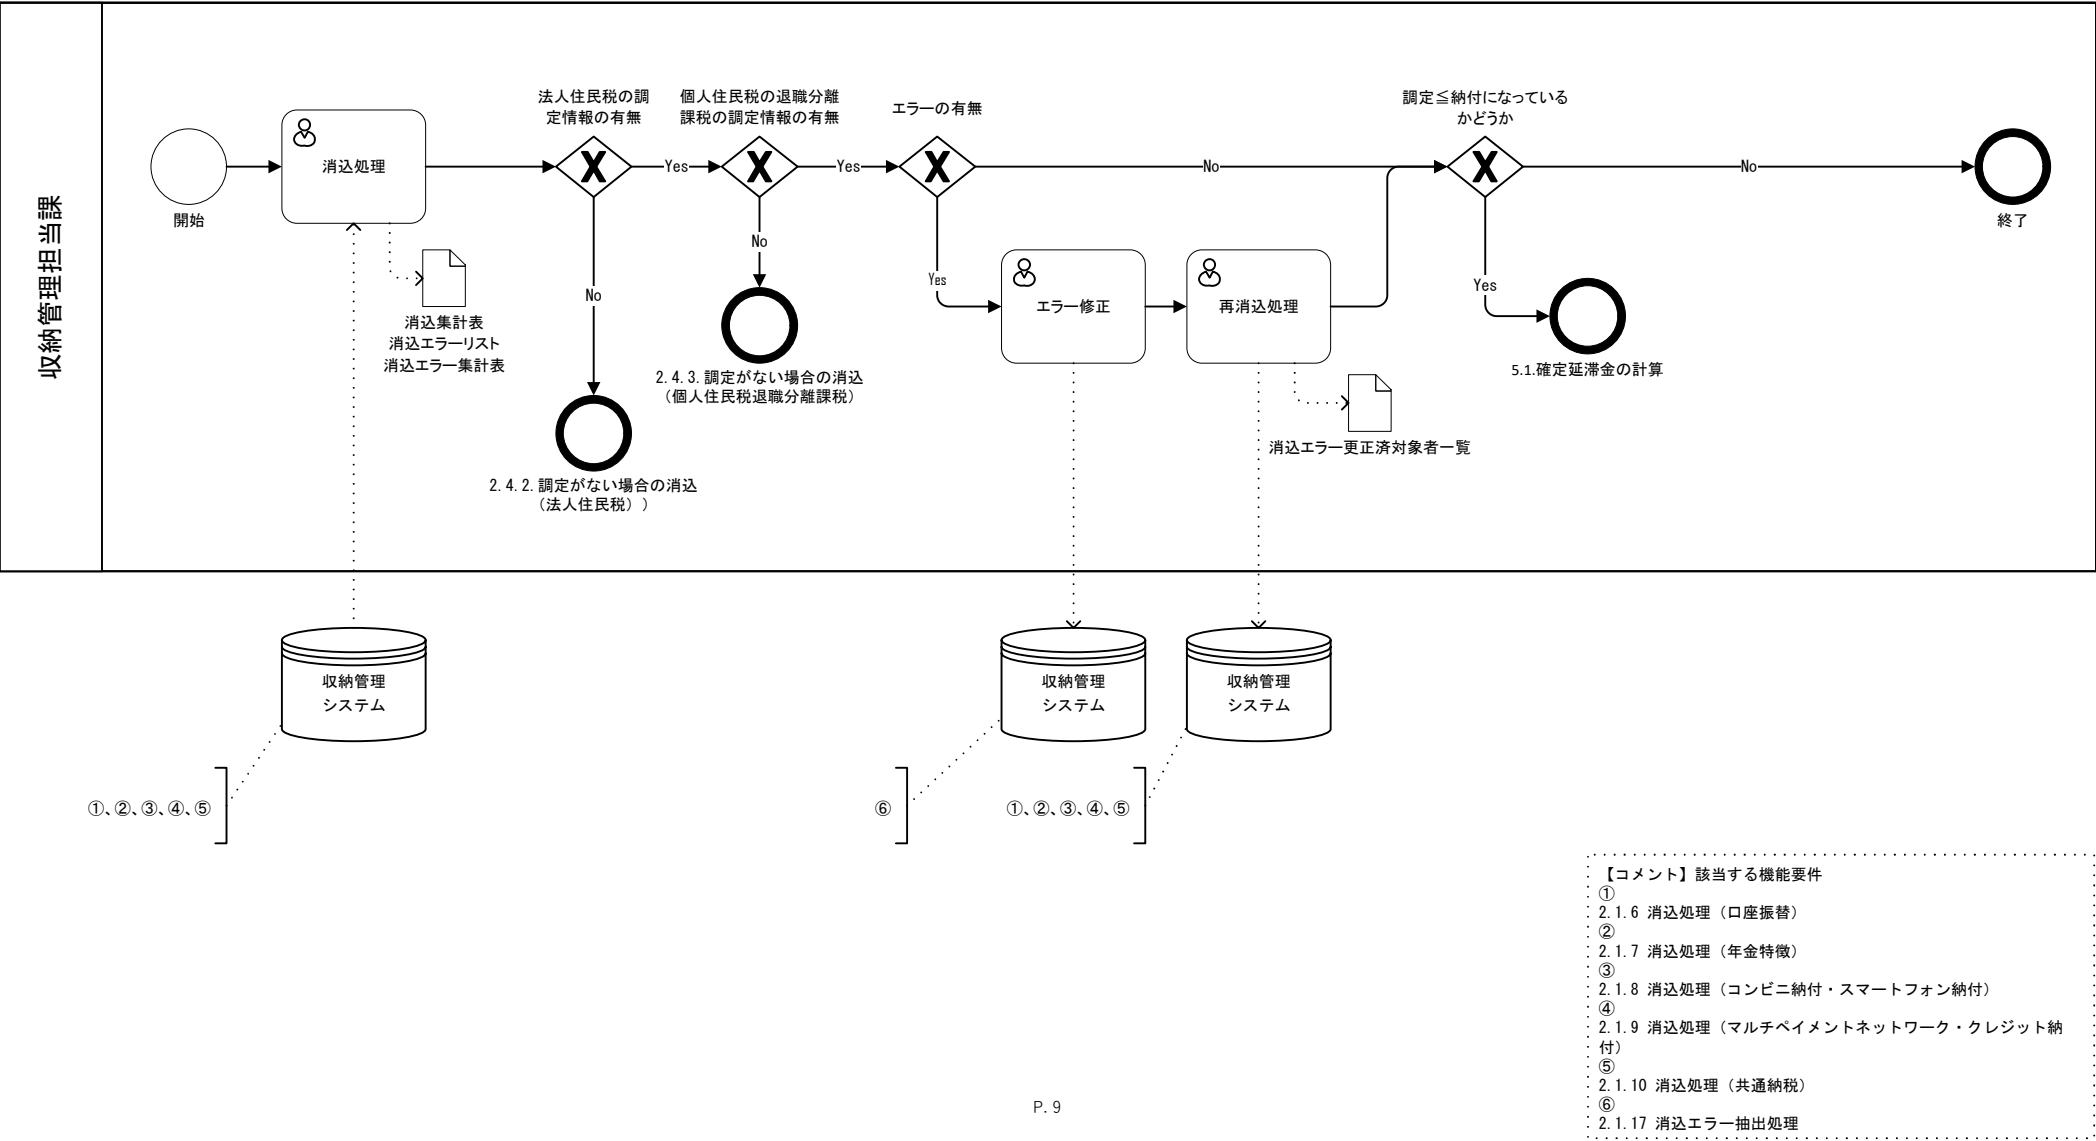 収納管理担当課
開始
消込処理
消込集計表
消込エラーリスト
消込エラー集計表
法人住民税の調
定情報の有無
Yes
No
2.4.2.調定がない場合の消込
（法人住民税））
個人住民税の退職分離
課税の調定情報の有無
Yes
No
2.4.3.調定がない場合の消込
（個人住民税退職分離課税）
エラーの有無
No
Yes
エラー修正
再消込処理
消込エラー更正済対象者一覧
調定≦納付になっている
かどうか
No
Yes
5.1.確定延滞金の計算
終了
収納管理
システム
①、②、③、④、⑤
収納管理
システム
⑥
収納管理
システム
①、②、③、④、⑤
【コメント】該当する機能要件
①
2.1.6 消込処理（口座振替）
②
2.1.7 消込処理（年金特徴）
③
2.1.8 消込処理（コンビニ納付・スマートフォン納付）
④
2.1.9 消込処理（マルチペイメントネットワーク・クレジット納
付）
⑤
2.1.10 消込処理（共通納税）
⑥
2.1.17 消込エラー抽出処理
P.9